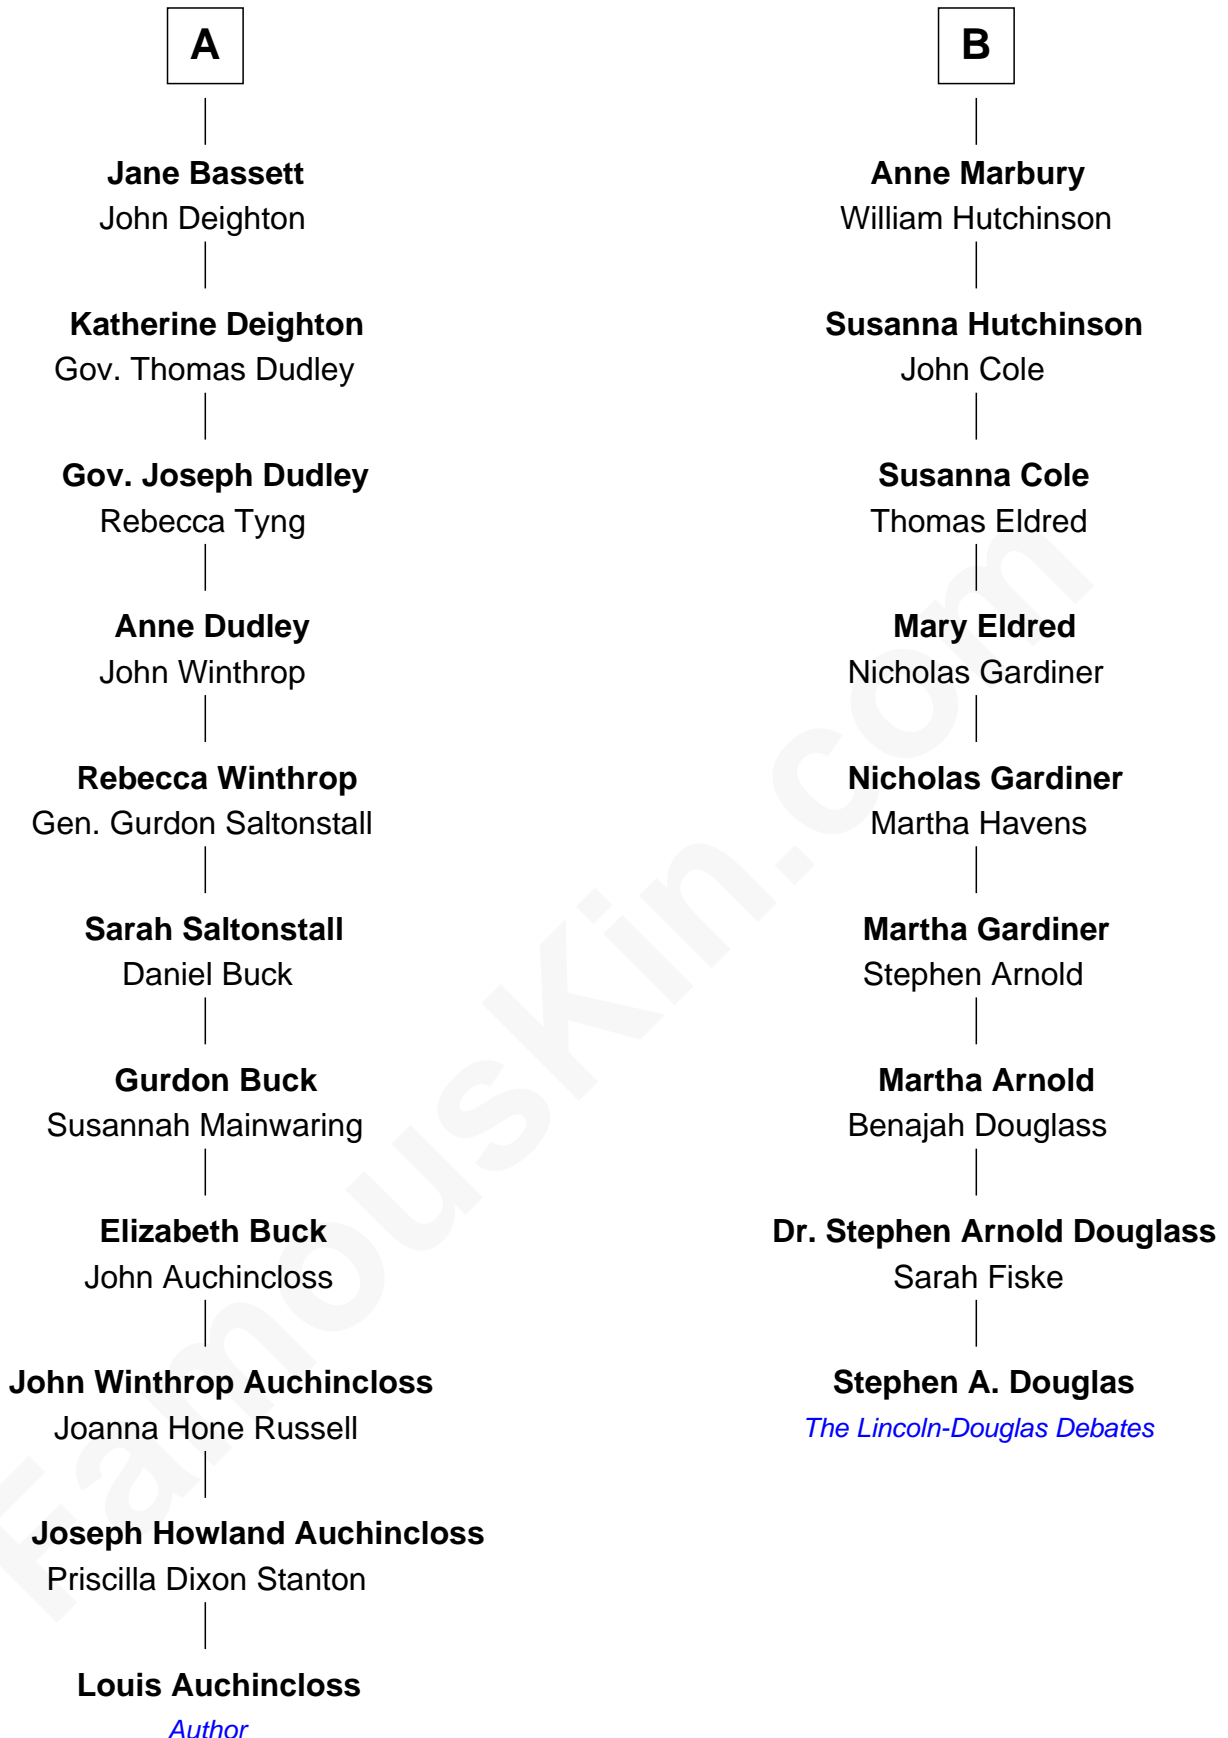 A
Jane Bassett
John Deighton
Katherine Deighton
Gov. Thomas Dudley
Gov. Joseph Dudley
Rebecca Tyng
Anne Dudley
John Winthrop
Rebecca Winthrop
Gen. Gurdon Saltonstall
Sarah Saltonstall
Daniel Buck
Gurdon Buck
Susannah Mainwaring
Elizabeth Buck
John Auchincloss
John Winthrop Auchincloss
Joanna Hone Russell
Joseph Howland Auchincloss
Priscilla Dixon Stanton
Louis Auchincloss
Author
B
Anne Marbury
William Hutchinson
Susanna Hutchinson
John Cole
Susanna Cole
Thomas Eldred
Mary Eldred
Nicholas Gardiner
Nicholas Gardiner
Martha Havens
Martha Gardiner
Stephen Arnold
Martha Arnold
Benajah Douglass
Dr. Stephen Arnold Douglass
Sarah Fiske
Stephen A. Douglas
The Lincoln-Douglas Debates
FamousKin.com